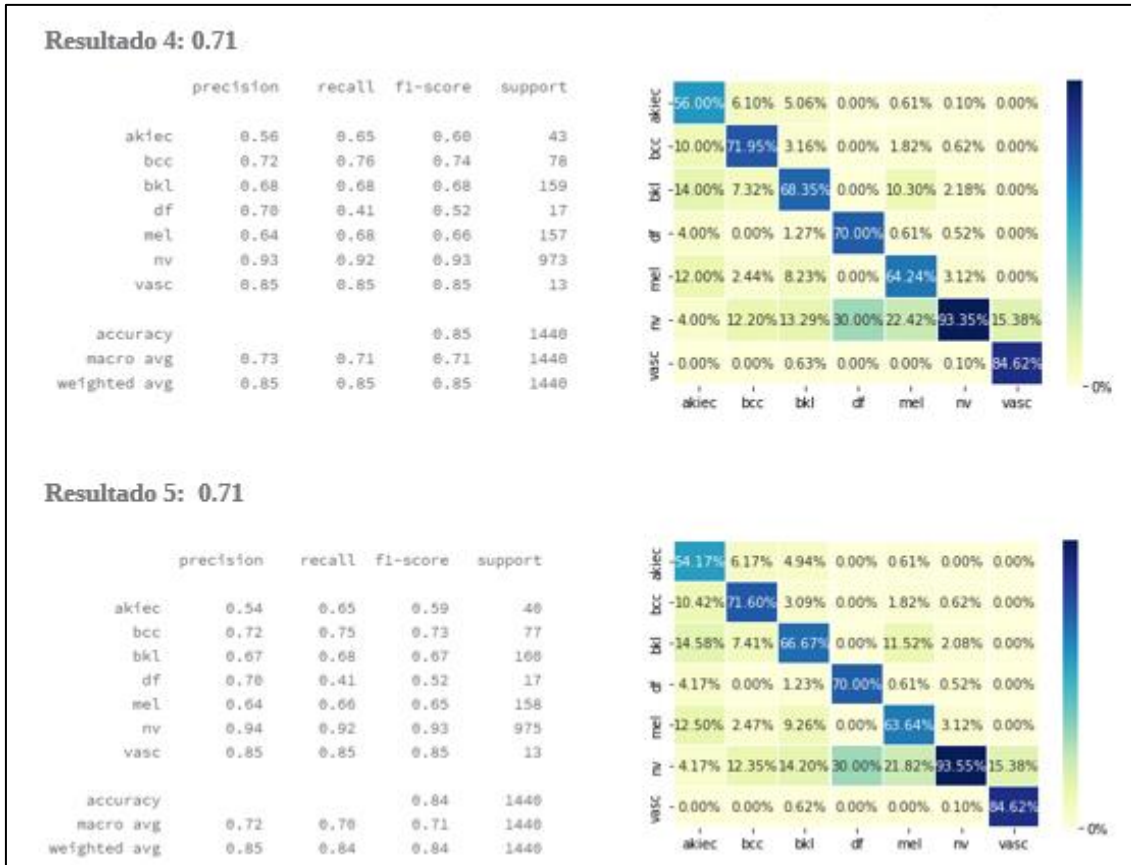 Resultado 4: 0.71
precision recall f1-score support
akiec 0.56 0.65 0.60 43
bcc 0.72 0.76 0.74 78
bkl 0.68 0.68 0.68 159
df 0.70 0.41 0.52 17
mel 0.64 0.68 0.66 157
nv 0.93 0.92 0.93 973
vasc 0.85 0.85 0.85 13
accuracy 0.85 1440
macro avg 0.73 0.71 0.71 1440
weighted avg 0.85 0.85 0.85 1440
akiec 56.00% 6.10% 5.06% 0.00% 0.61% 0.10% 0.00%
bcc 10.00% 71.95% 3.16% 0.00% 1.82% 0.62% 0.00%
bkl 14.00% 7.32% 68.35% 0.00% 10.30% 2.18% 0.00%
df 4.00% 0.00% 1.27% 70.00% 0.61% 0.52% 0.00%
mel 12.00% 2.44% 8.23% 0.00% 64.24% 3.12% 0.00%
nv 4.00% 12.20% 13.29% 30.00% 22.42% 93.35% 15.38%
vasc 0.00% 0.00% 0.63% 0.00% 0.00% 0.10% 84.62%
0%
akiec bcc bkl df mel nv vasc
Resultado 5: 0.71
precision recall f1-score support
akiec 0.54 0.65 0.59 40
bcc 0.72 0.75 0.73 77
bkl 0.67 0.68 0.67 160
df 0.70 0.41 0.52 17
mel 0.64 0.66 0.65 158
nv 0.94 0.92 0.93 975
vasc 0.85 0.85 0.85 13
accuracy 0.84 1440
macro avg 0.72 0.70 0.71 1440
weighted avg 0.85 0.84 0.84 1440
akiec 54.17% 6.17% 4.94% 0.00% 0.61% 0.00% 0.00%
bcc 10.42% 71.60% 3.09% 0.00% 1.82% 0.62% 0.00%
bkl 14.58% 7.41% 66.67% 0.00% 11.52% 2.08% 0.00%
df 4.17% 0.00% 1.23% 70.00% 0.61% 0.52% 0.00%
mel 12.50% 2.47% 9.26% 0.00% 63.64% 3.12% 0.00%
nv 4.17% 12.35% 14.20% 30.00% 21.82% 93.55% 15.38%
vasc 0.00% 0.00% 0.62% 0.00% 0.00% 0.10% 84.62%
0%
akiec bcc bkl df mel nv vasc